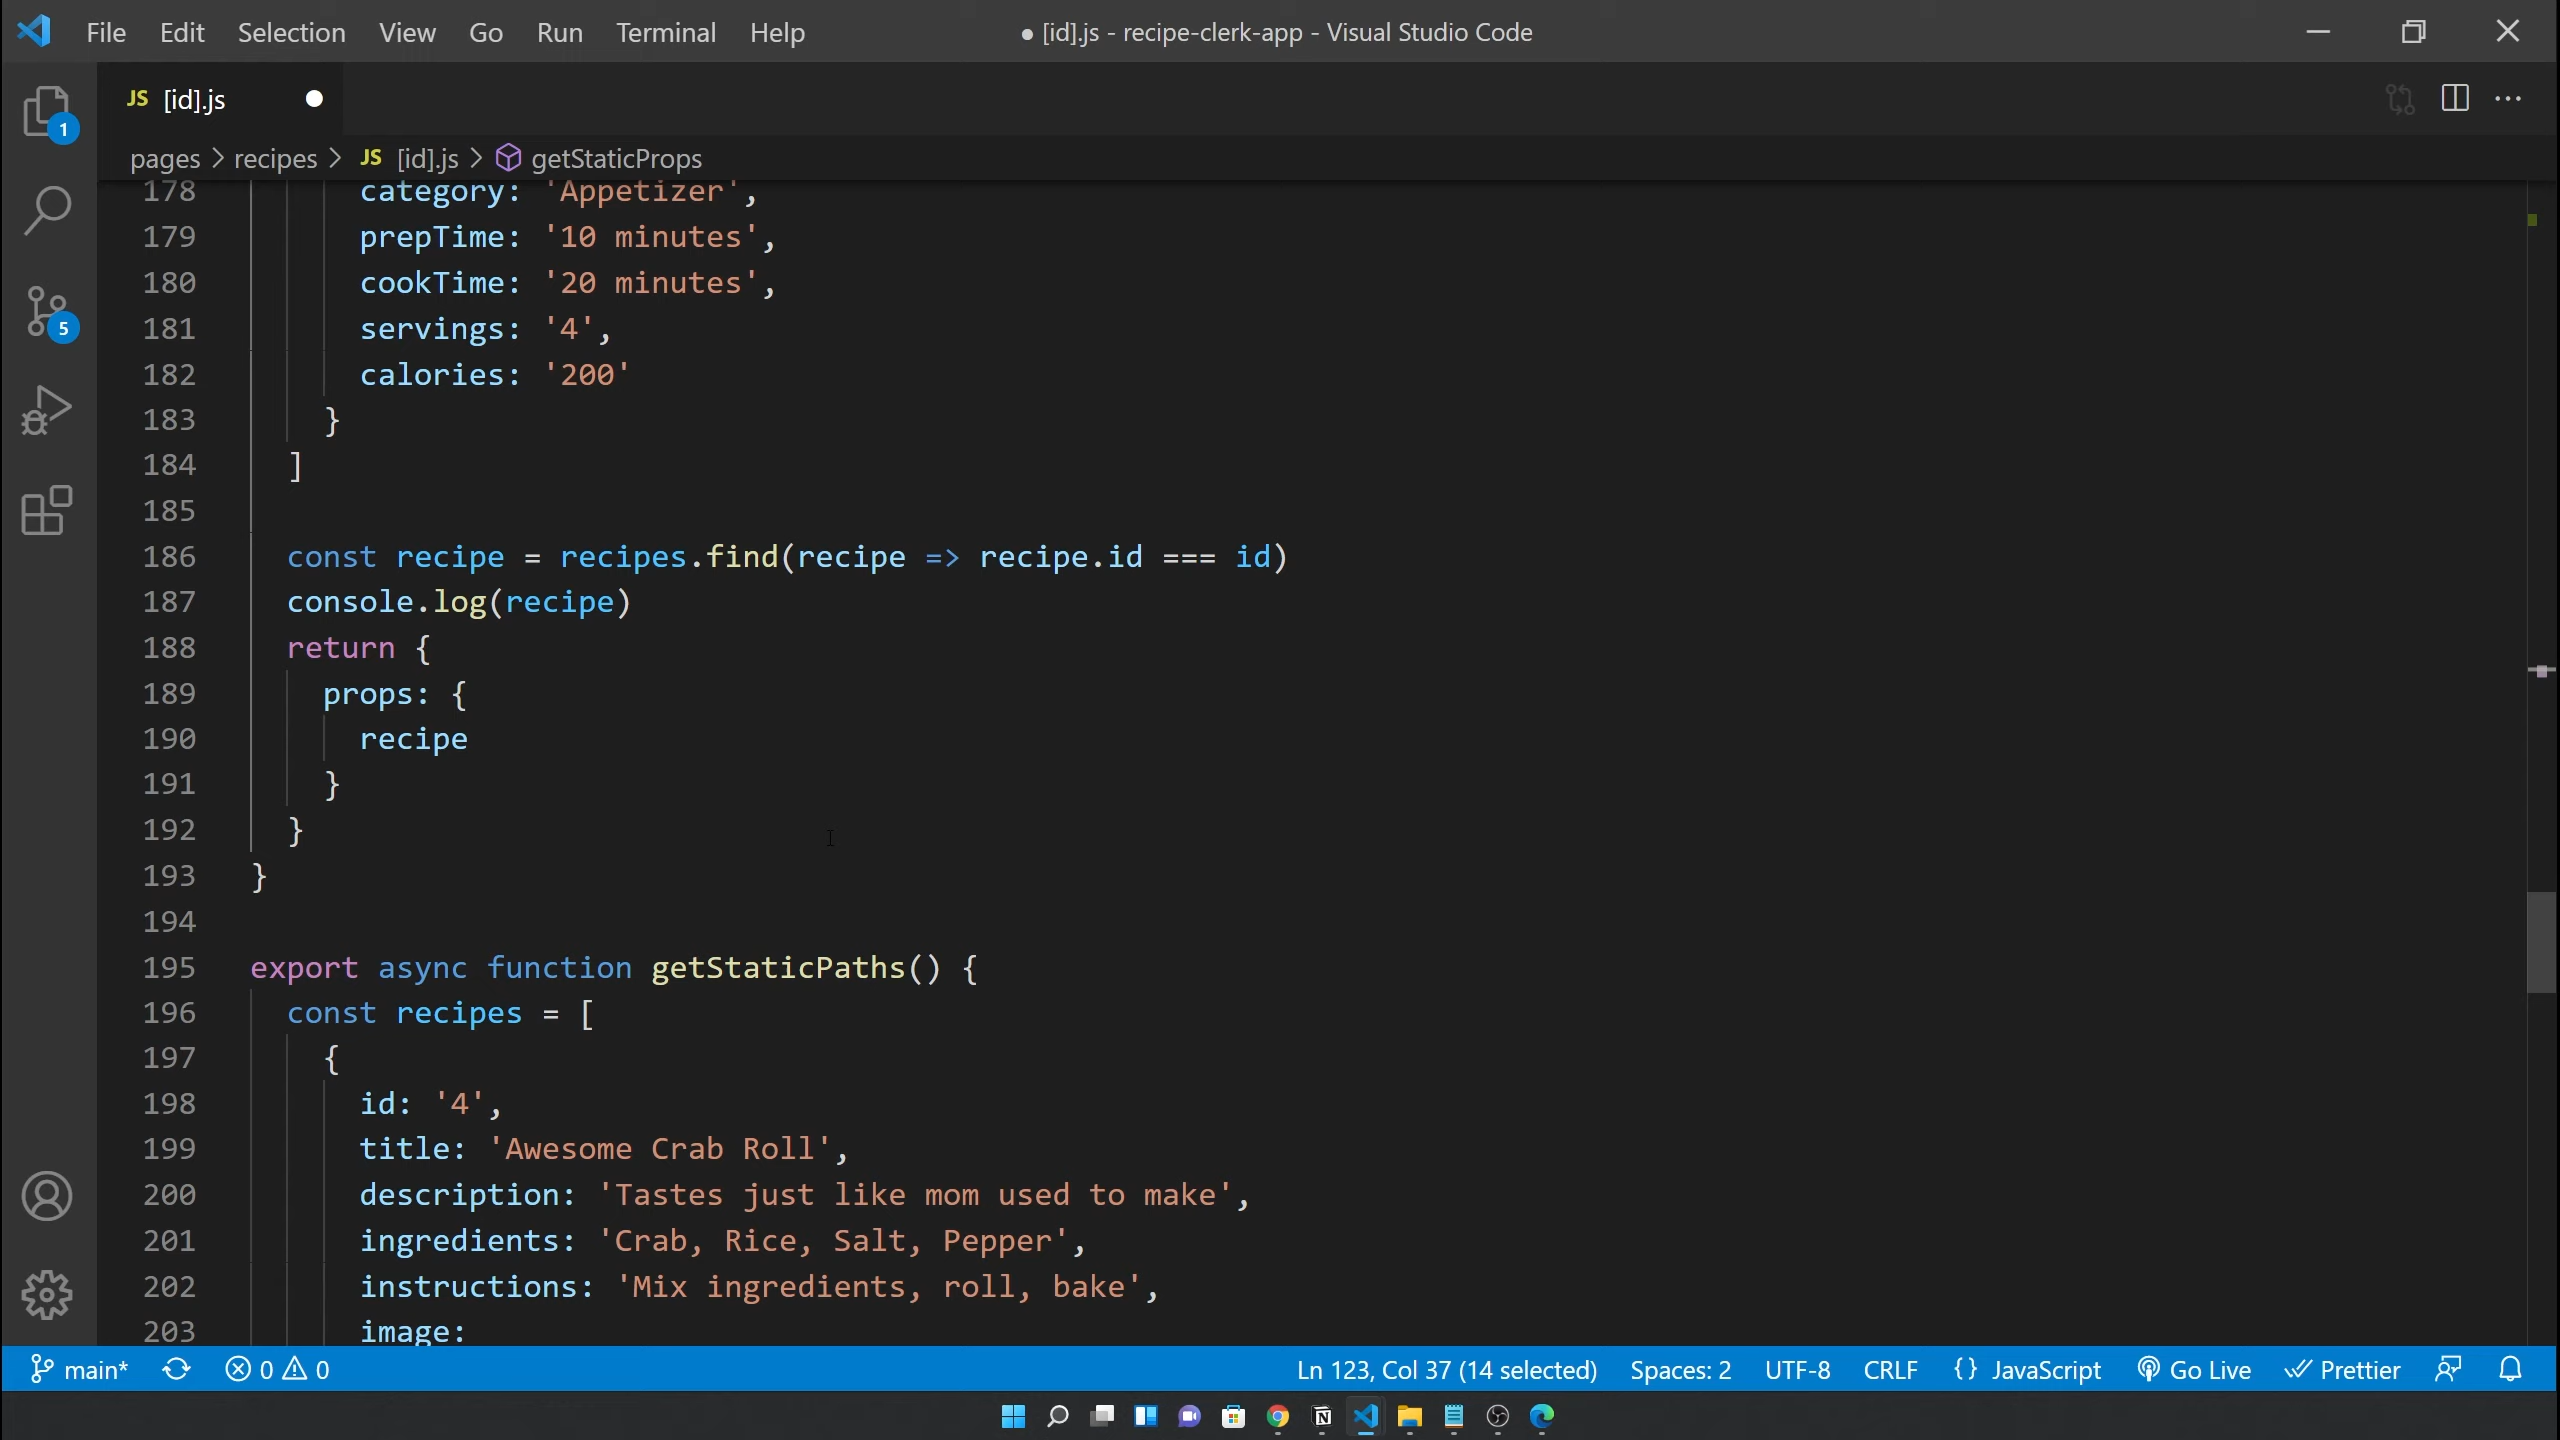 File Edit Selection View Go Run Terminal Help ● [id].js - recipe-clerk-app - Visual Studio Code
JS [id].js
pages > recipes > JS [id].js > getStaticProps
1
5
178 category: 'Appetizer',
179 prepTime: '10 minutes',
180 cookTime: '20 minutes',
181 servings: '4',
182 calories: '200'
183 }
184 ]
185
186 const recipe = recipes.find(recipe => recipe.id === id)
187 console.log(recipe)
188 return {
189 props: {
190 recipe
191 }
192 }
193 }
194
195 export async function getStaticPaths() {
196 const recipes = [
197 {
198 id: '4',
199 title: 'Awesome Crab Roll',
200 description: 'Tastes just like mom used to make',
201 ingredients: 'Crab, Rice, Salt, Pepper',
202 instructions: 'Mix ingredients, roll, bake',
203 image:
main* 0 0 Ln 123, Col 37 (14 selected) Spaces: 2 UTF-8 CRLF {} JavaScript Go Live Prettier